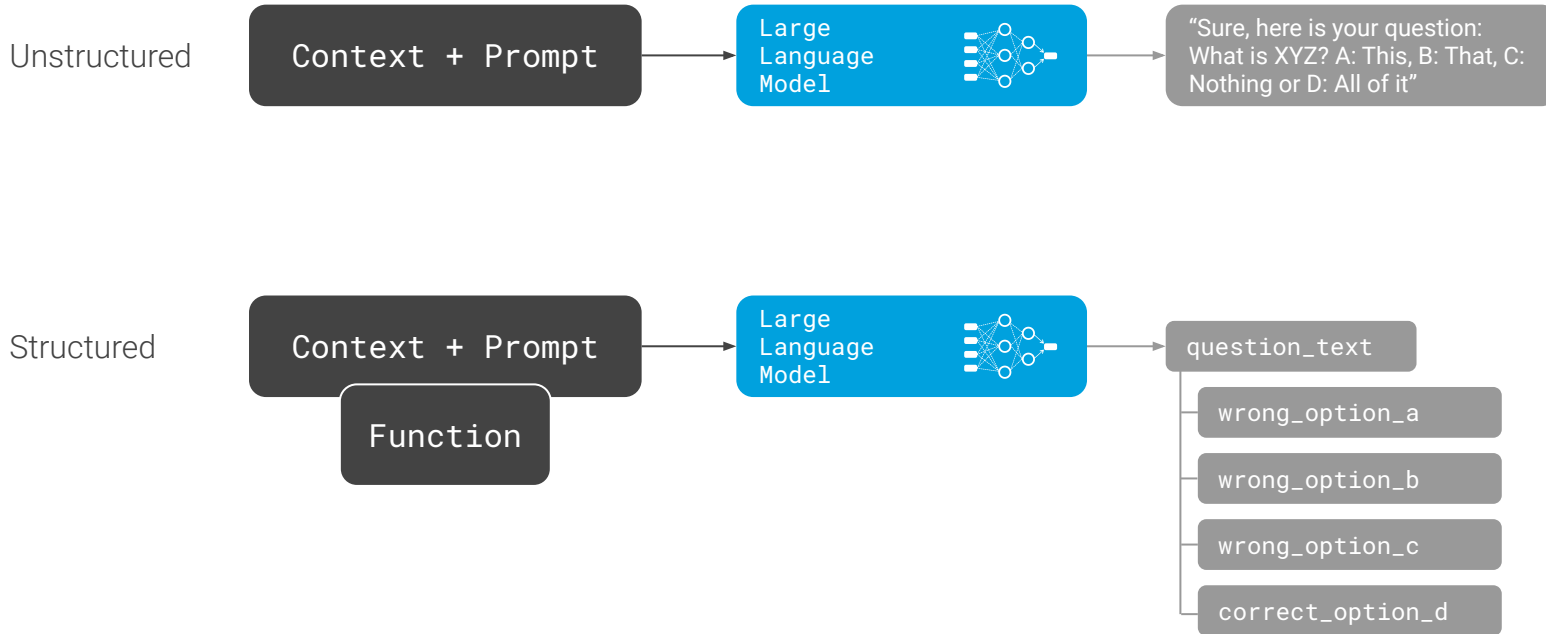 Unstructured
Context + Prompt
Large
Language
Model
“Sure, here is your question:
What is XYZ? A: This, B: That, C:
Nothing or D: All of it”
Structured
Context + Prompt
Function
Large
Language
Model
question_text
wrong_option_a
wrong_option_b
wrong_option_c
correct_option_d